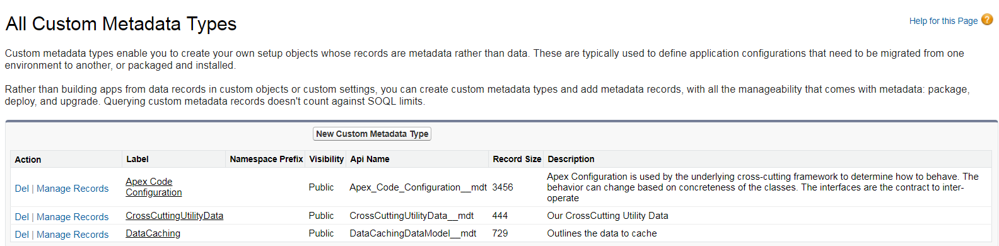 All Custom Metadata Types
Help for this Page ?
Custom metadata types enable you to create your own setup objects whose records are metadata rather than data. These are typically used to define application configurations that need to be migrated from one
environment to another, or packaged and installed.
Rather than building apps from data records in custom objects or custom settings, you can create custom metadata types and add metadata records, with all the manageability that comes with metadata: package,
deploy, and upgrade. Querying custom metadata records doesn't count against SOQL limits.
New Custom Metadata Type
Action Label Namespace Prefix Visibility Api Name Record Size Description
Del | Manage Records Apex Code
Configuration Public Apex_Code_Configuration__mdt 3456 Apex Configuration is used by the underlying cross-cutting framework to determine how to behave. The
behavior can change based on concreteness of the classes. The interfaces are the contract to inter-
operate
Del | Manage Records CrossCuttingUtilityData Public CrossCuttingUtilityData__mdt 444 Our CrossCutting Utility Data
Del | Manage Records DataCaching Public DataCachingDataModel__mdt 729 Outlines the data to cache